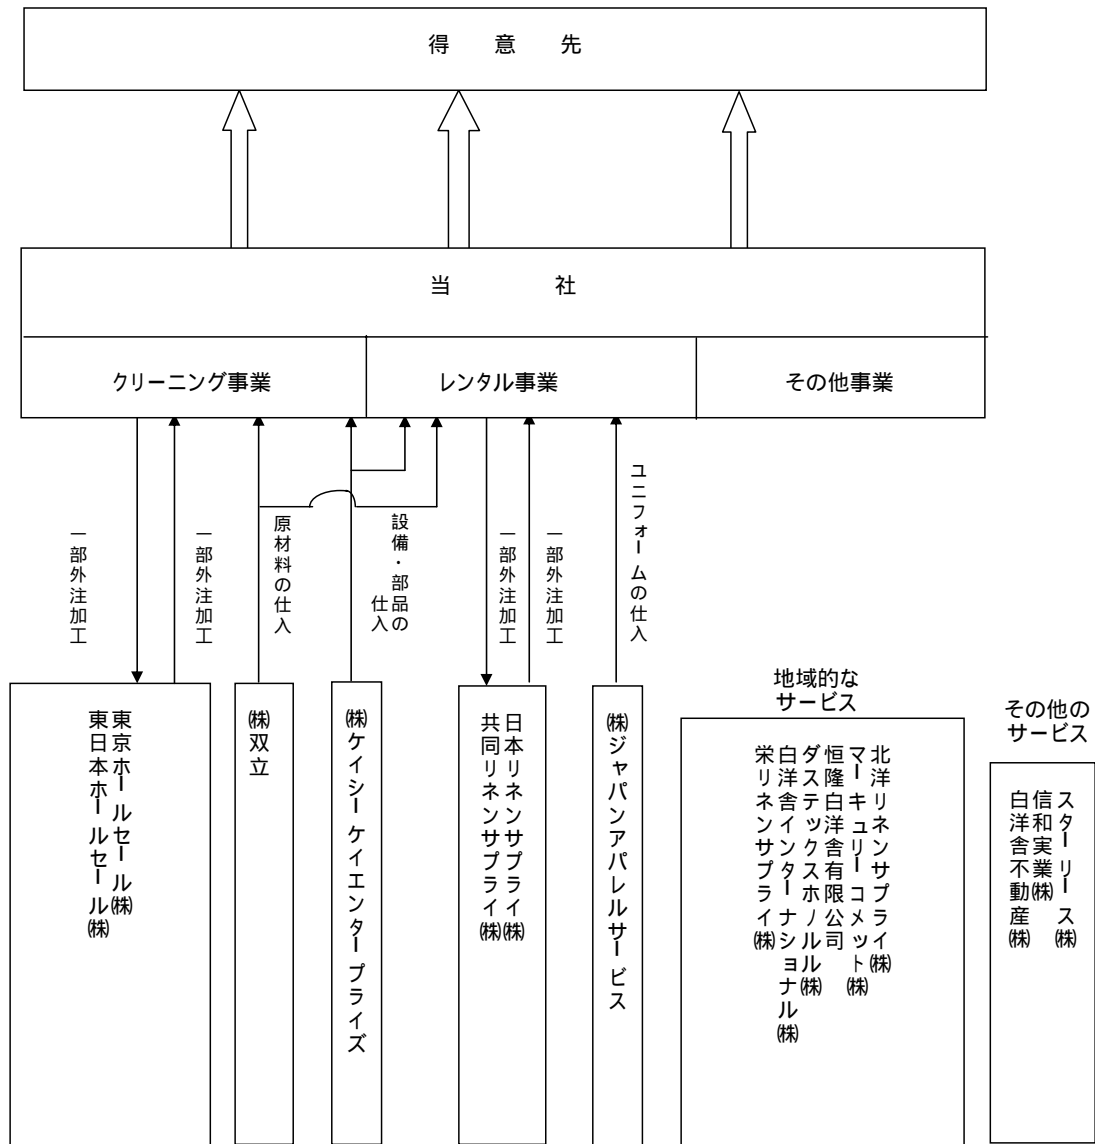 得意先
当社
クリーニング事業
レンタル事業
その他事業
一部外注加工
一部外注加工
原材料の仕入
設備・部品の
仕入
一部外注加工
一部外注加工
ユニフォームの仕入
東京ホールセール㈱
東日本ホールセール㈱
㈱双立
㈱ケイシーケイエンタープライズ
日本リネンサプライ㈱
共同リネンサプライ㈱
㈱ジャパンアパレルサービス
地域的な
サービス
北洋リネンサプライ㈱
マーキュリーコメット㈱
恒隆白洋舎有限公司
ダステックスホノルル㈱
白洋舎インターナショナル㈱
栄リネンサプライ㈱
その他の
サービス
スターリース㈱
信和実業㈱
白洋舎不動産㈱